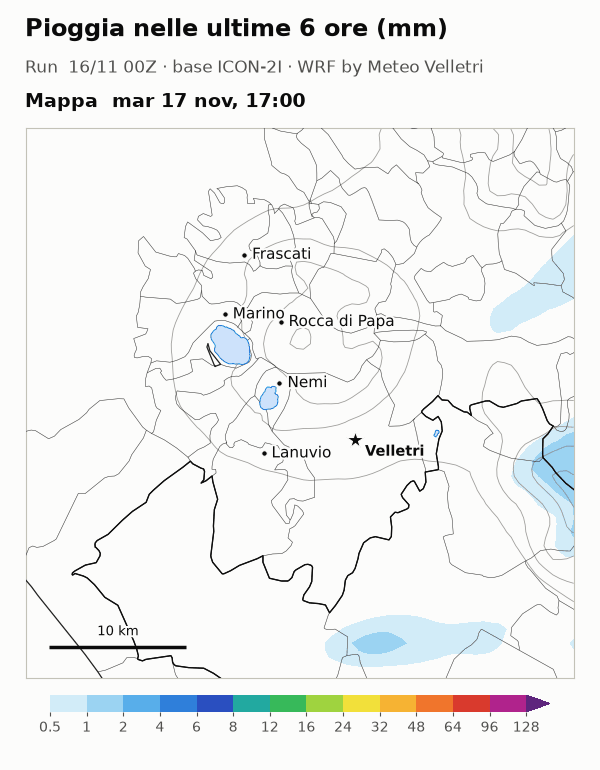 Pioggia nelle ultime 6 ore (mm)
Run 16/11 00Z · base ICON-2I · WRF by Meteo Velletri
Mappa mar 17 nov, 17:00
Frascati
Marino
Rocca di Papa
Nemi
Velletri
Lanuvio
10 km
0.5 1 2 4 6 8 12 16 24 32 48 64 96 128